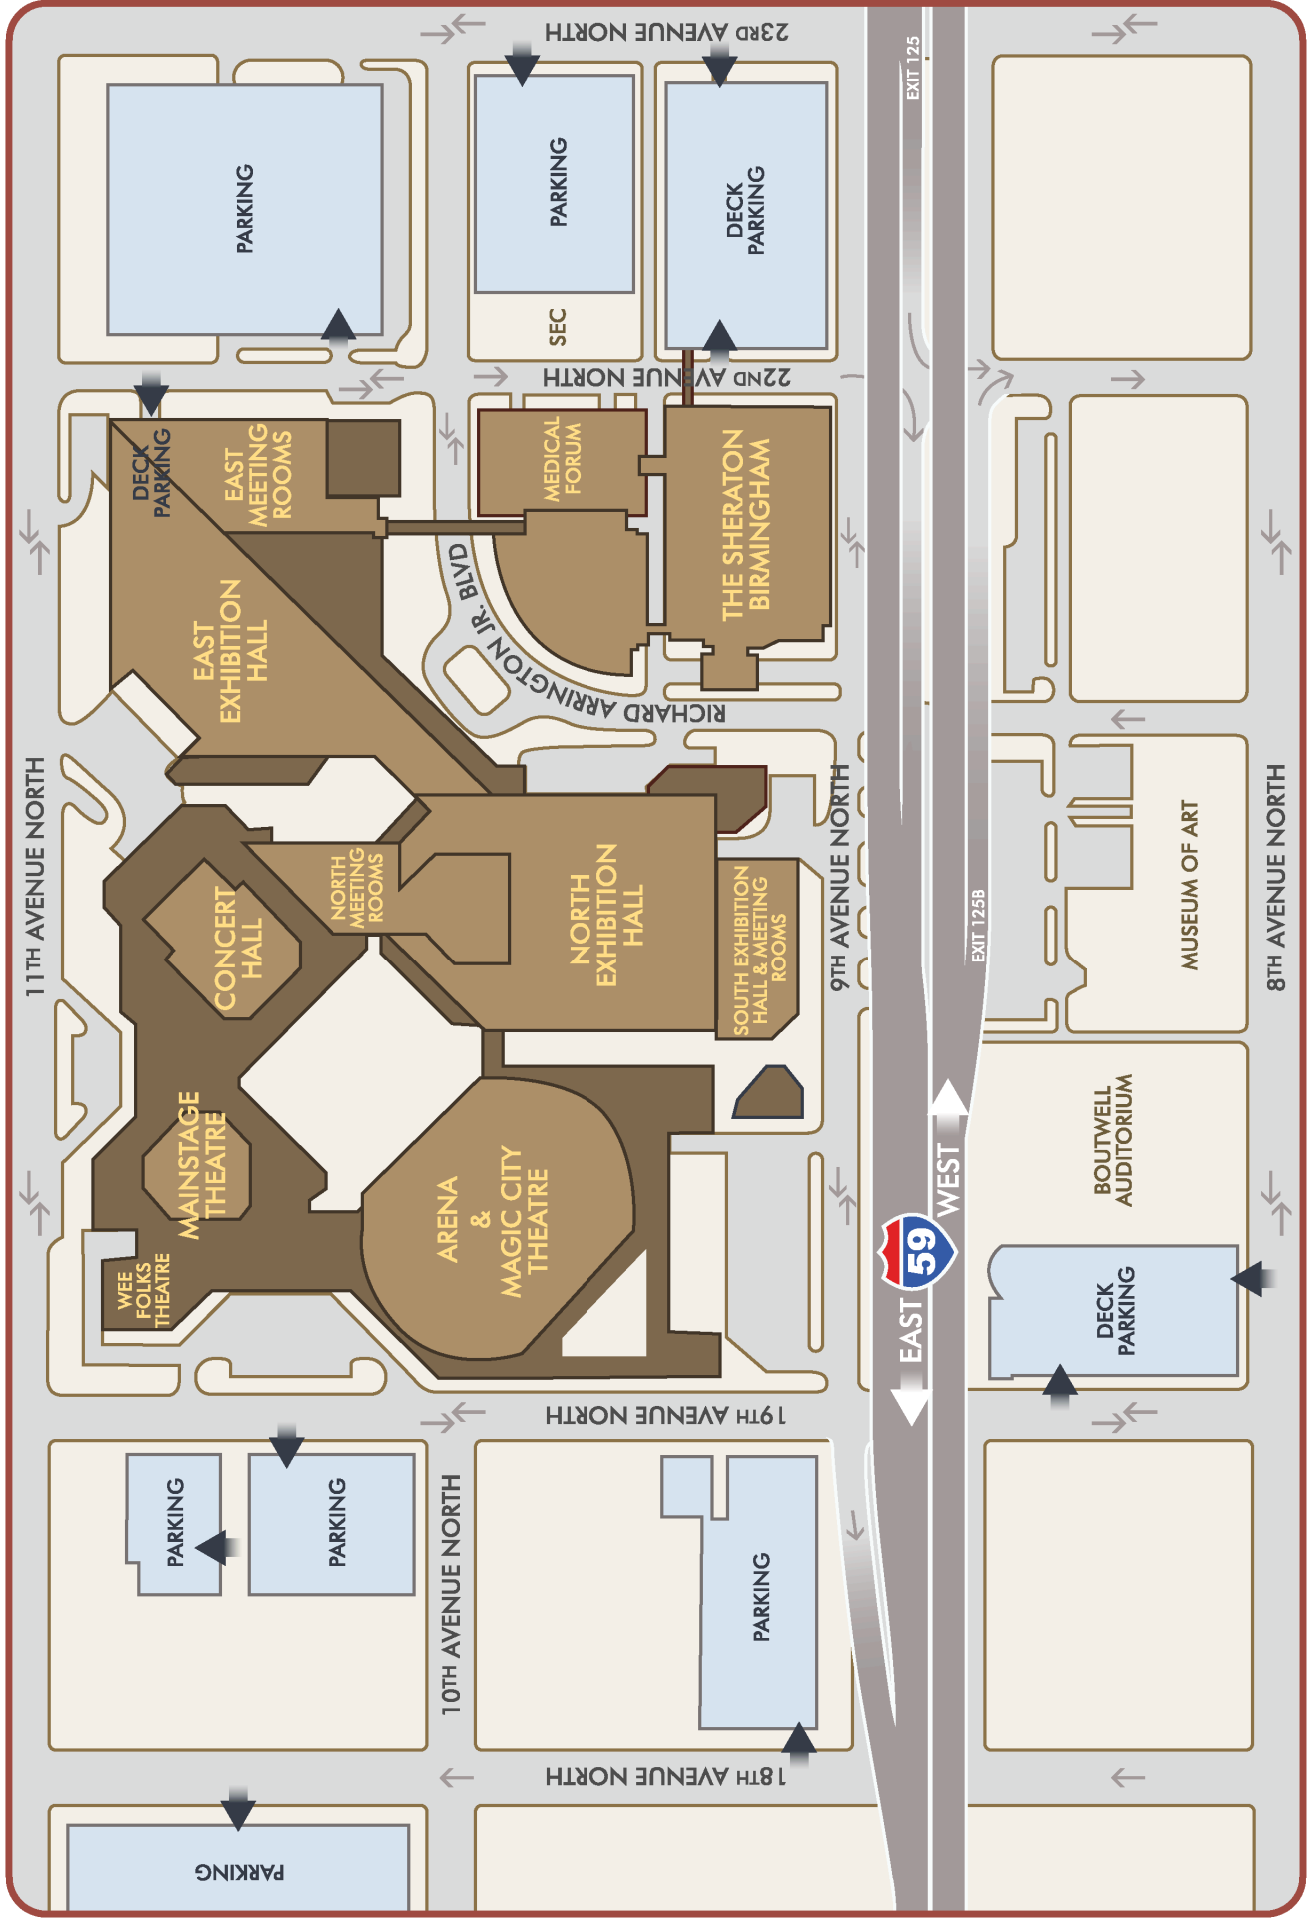 23RD AVENUE NORTH
EXIT 125
PARKING
PARKING
DECK
PARKING
SEC
22ND AVENUE NORTH
DECK
PARKING
EAST
MEETING
ROOMS
MEDICAL
FORUM
THE SHERATON
BIRMINGHAM
EAST
EXHIBITION
HALL
RICHARD ARRINGTON JR. BLVD
11TH AVENUE NORTH
9TH AVENUE NORTH
8TH AVENUE NORTH
MUSEUM OF ART
CONCERT
HALL
NORTH
MEETING
ROOMS
NORTH
EXHIBITION
HALL
SOUTH EXHIBITION
HALL & MEETING
ROOMS
EXIT 125B
MAINSTAGE
THEATRE
ARENA
&
MAGIC CITY
THEATRE
WEE
FOLKS
THEATRE
BOUTWELL
AUDITORIUM
WEST
59
EAST
DECK
PARKING
19TH AVENUE NORTH
PARKING
PARKING
10TH AVENUE NORTH
PARKING
18TH AVENUE NORTH
PARKING